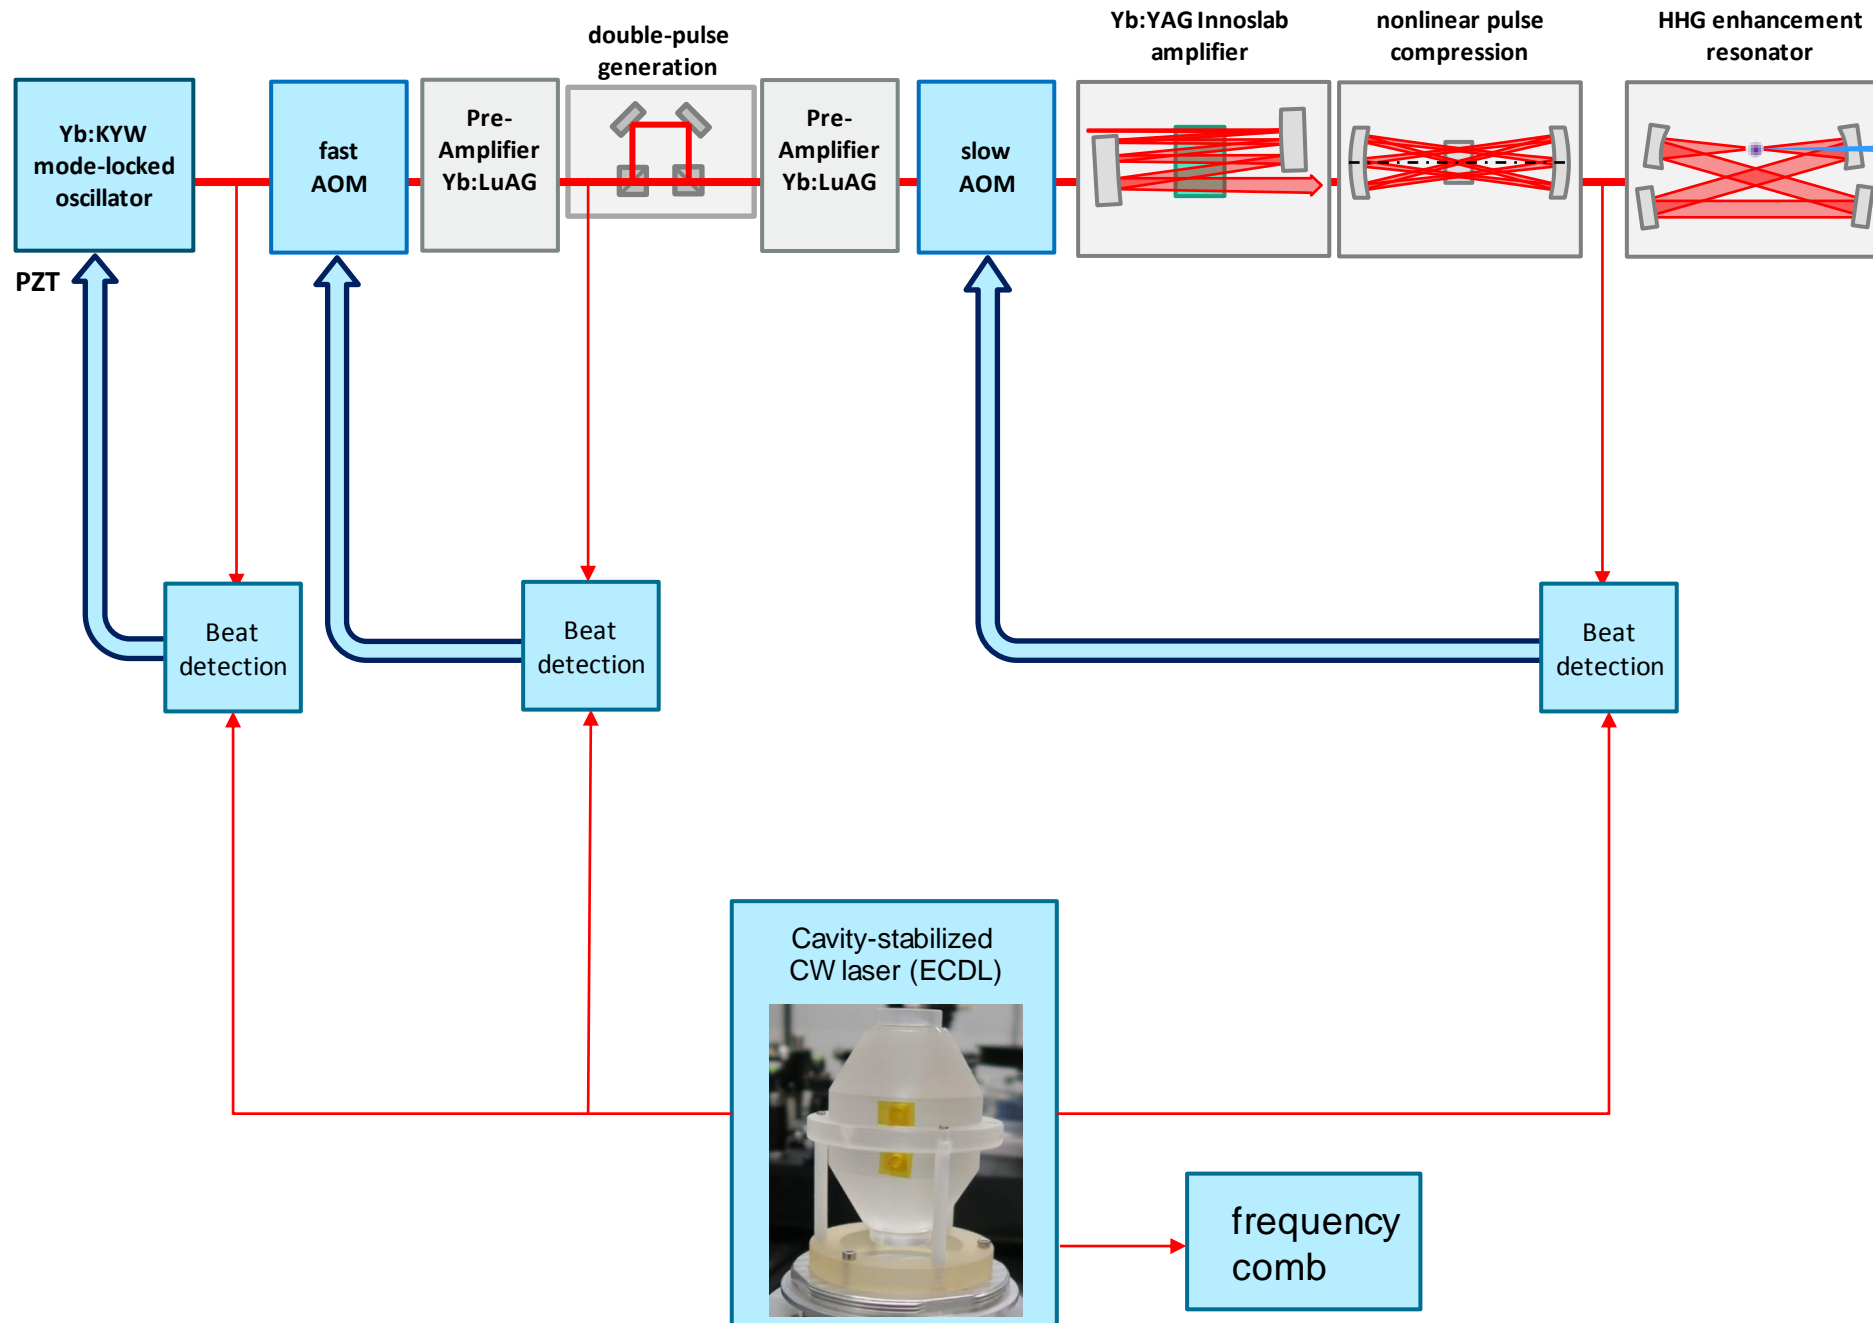 Yb:YAG Innoslab
amplifier
nonlinear pulse
compression
HHG enhancement
resonator
double-pulse
generation
Yb:KYW
mode-locked
oscillator
fast
AOM
Pre-
Amplifier
Yb:LuAG
Pre-
Amplifier
Yb:LuAG
slow
AOM
PZT
Beat
detection
Beat
detection
Beat
detection
Cavity-stabilized
CW laser (ECDL)
frequency
comb